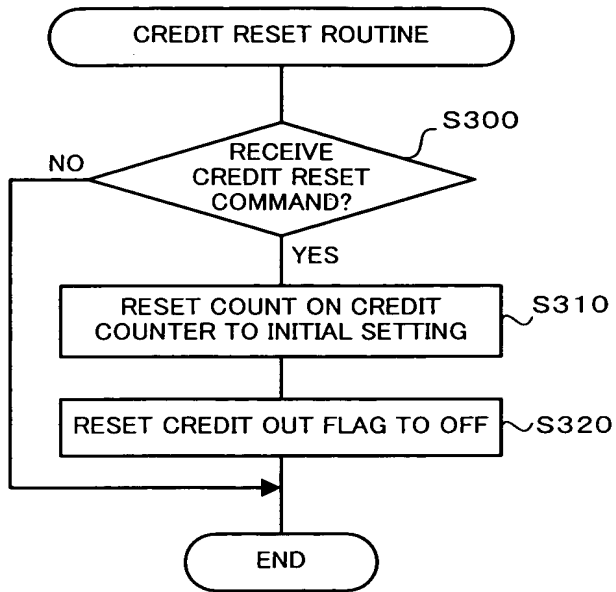 CREDIT RESET ROUTINE
S300
NO
RECEIVE
CREDIT RESET
COMMAND?
YES
RESET COUNT ON CREDIT
COUNTER TO INITIAL SETTING
S310
RESET CREDIT OUT FLAG TO OFF
S320
END